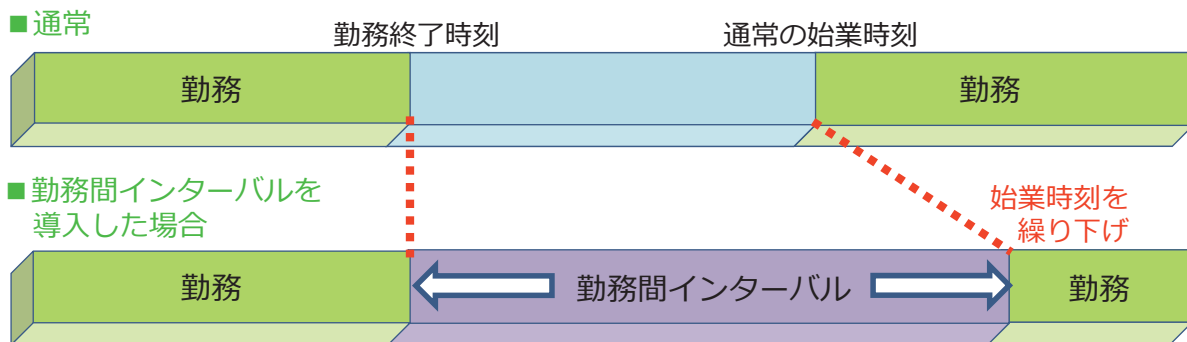 ■通常
勤務終了時刻
通常の始業時刻
勤務
勤務
■勤務間インターバルを
導入した場合
始業時刻を
繰り下げ
勤務
勤務間インターバル
勤務